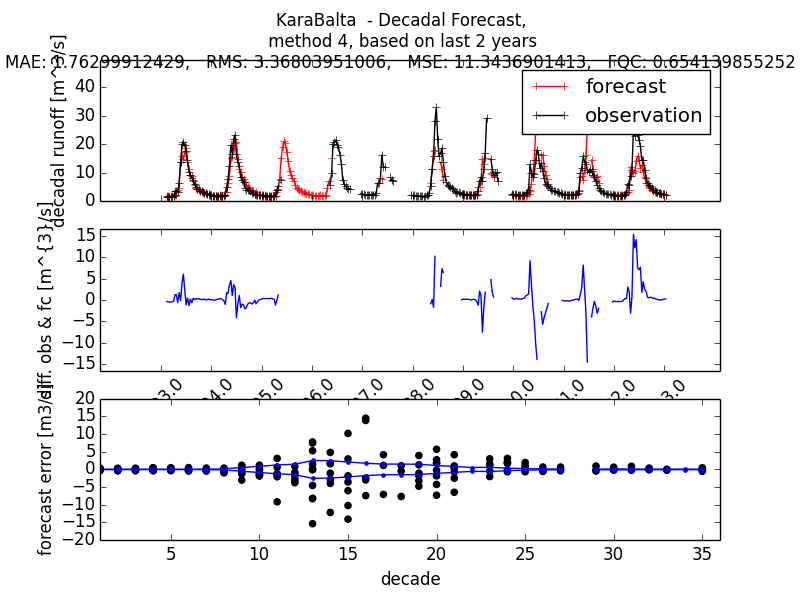 KaraBalta - Decadal Forecast,
method 4, based on last 2 years
MAE: 1.76299912429, RMS: 3.36803951006, MSE: 11.3436901413, FQC: 0.654139855252
decadal runoff [m^3/s]
40
30
20
10
0
forecast
observation
diff. obs & fc [m^{3}/s]
15
10
5
0
−5
−10
−15
forecast error [m3/d]
20
15
10
5
0
−5
−10
−15
−20
5 10 15 20 25 30 35
decade